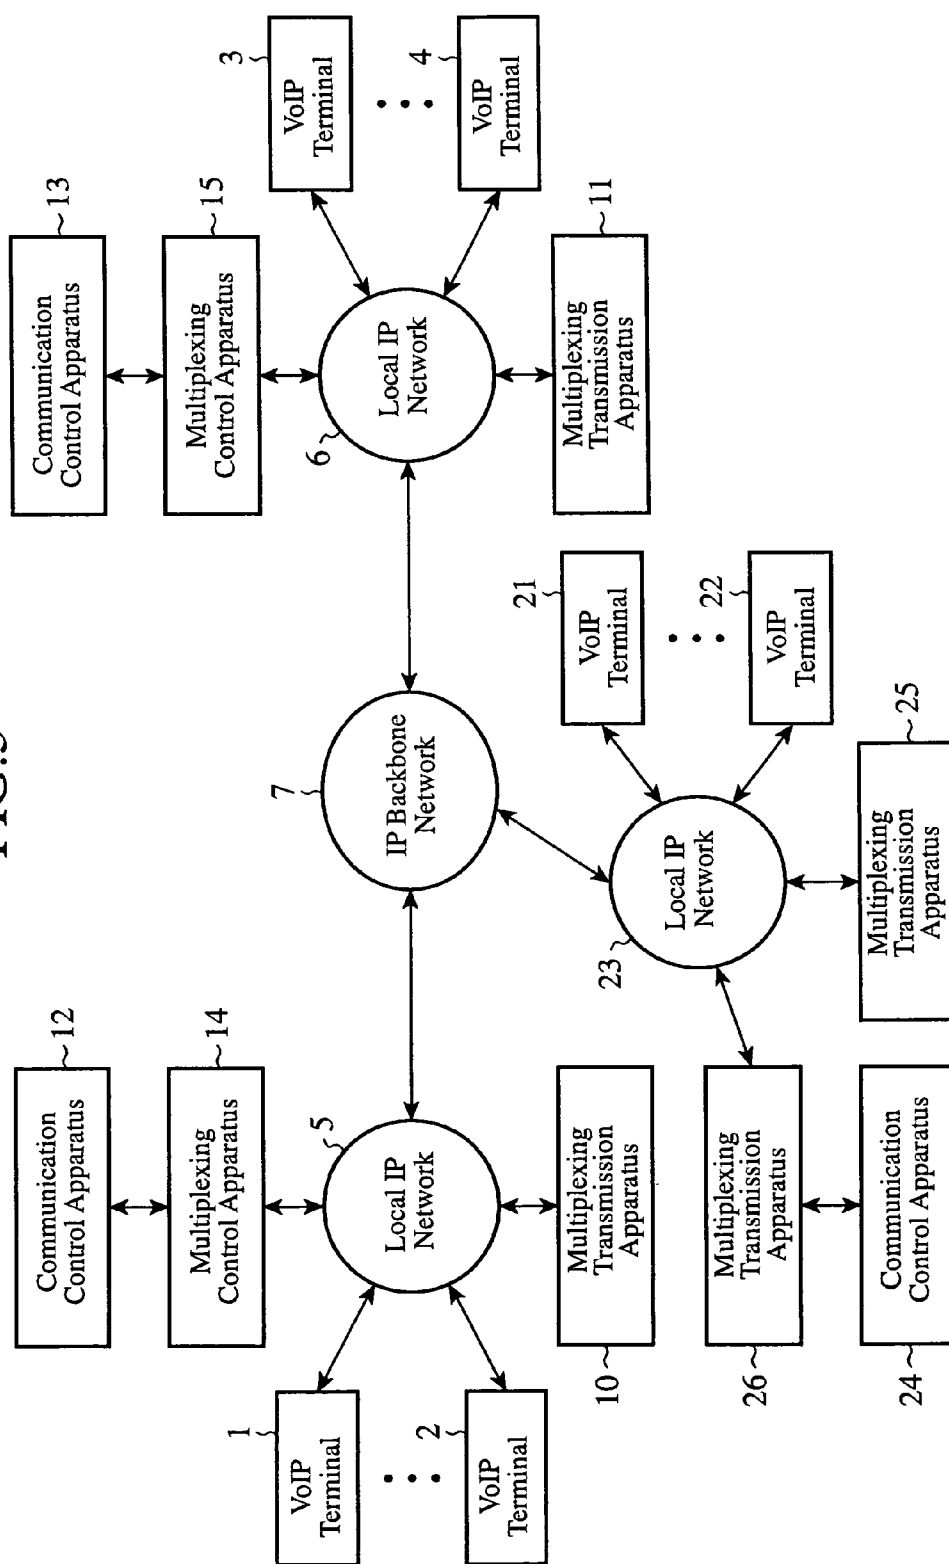 Communication
Control Apparatus
12
Communication
Control Apparatus
13
Multiplexing
Control Apparatus
14
Multiplexing
Control Apparatus
15
1
VoIP
Terminal
2
VoIP
Terminal
5
Local IP
Network
7
IP Backbone
Network
6
Local IP
Network
3
VoIP
Terminal
4
VoIP
Terminal
10
Multiplexing
Transmission
Apparatus
11
Multiplexing
Transmission
Apparatus
21
VoIP
Terminal
22
VoIP
Terminal
23
Local IP
Network
26
Multiplexing
Transmission
Apparatus
24
Communication
Control Apparatus
25
Multiplexing
Transmission
Apparatus